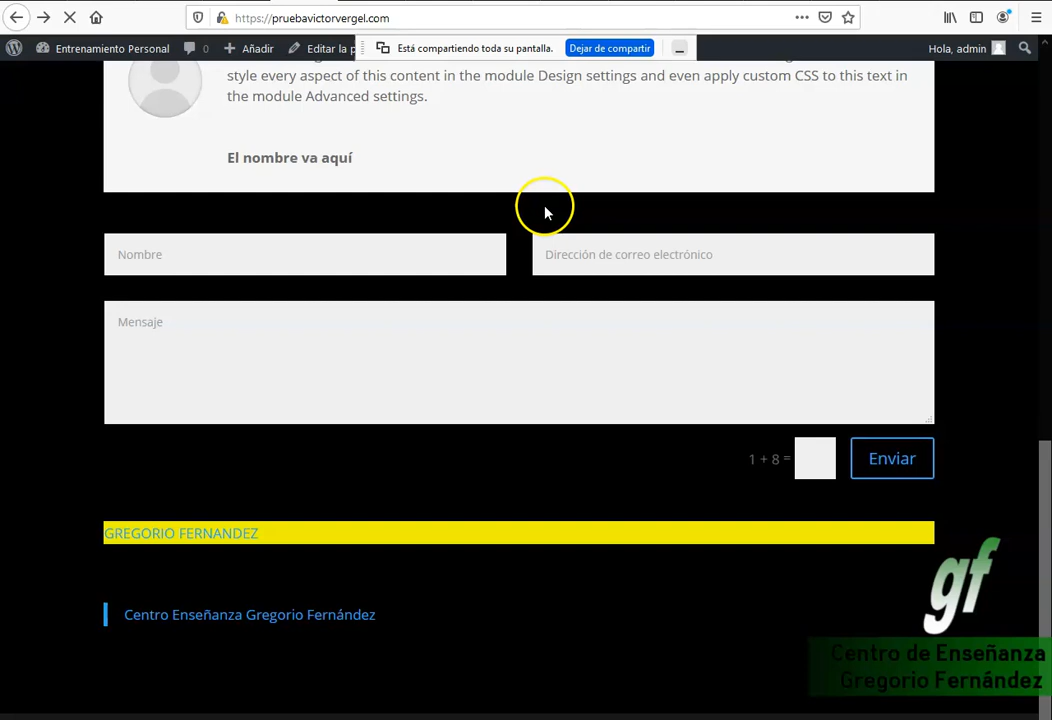 https://pruebavictorvergel.com
Entrenamiento Personal 0 Añadir Editar la p
Está compartiendo toda su pantalla. Dejar de compartir
Hola, admin
style every aspect of this content in the module Design settings and even apply custom CSS to this text in
the module Advanced settings.
El nombre va aquí
Nombre
Dirección de correo electrónico
Mensaje
1 + 8 =
Enviar
GREGORIO FERNANDEZ
Centro Enseñanza Gregorio Fernández
gf
Centro de Enseñanza
Gregorio Fernández